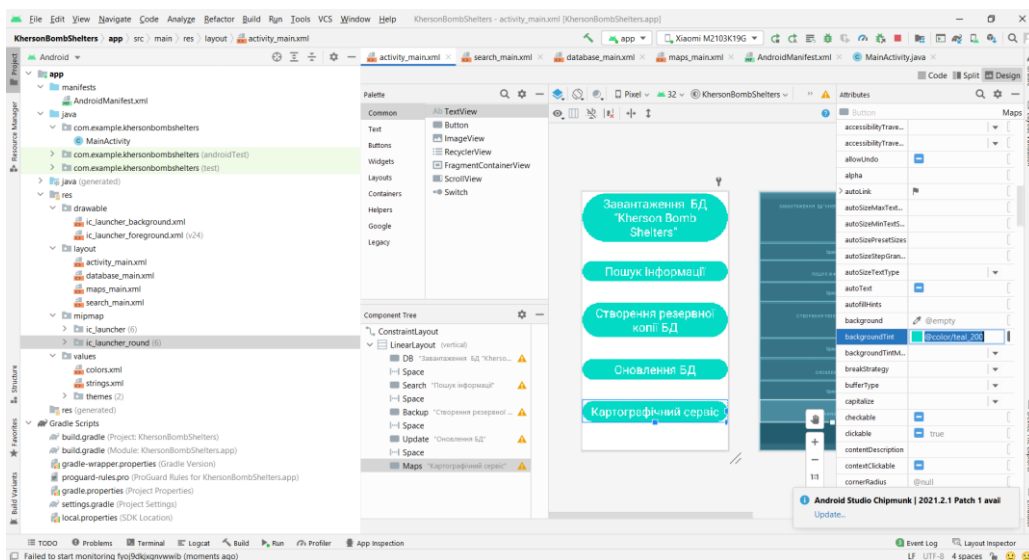 File Edit View Navigate Code Analyze Refactor Build Run Tools VCS Window Help KhersonBombShelters - activity_main.xml [KhersonBombShelters.app]
KhersonBombShelters app src main res layout activity_main.xml
app Xiaomi M2103K19G
Android
activity_main.xml search_main.xml database_main.xml maps_main.xml AndroidManifest.xml MainActivity.java
Code Split Design
Project
Resource Manager
Structure
Favorites
Build Variants
app
manifests
AndroidManifest.xml
java
com.example.khersonbombshelters
MainActivity
com.example.khersonbombshelters (androidTest)
com.example.khersonbombshelters (test)
java (generated)
res
drawable
ic_launcher_background.xml
ic_launcher_foreground.xml (v24)
layout
activity_main.xml
database_main.xml
maps_main.xml
search_main.xml
mipmap
ic_launcher (6)
ic_launcher_round (6)
values
colors.xml
strings.xml
themes (2)
res (generated)
Gradle Scripts
build.gradle (Project: KhersonBombShelters)
build.gradle (Module: KhersonBombShelters.app)
gradle-wrapper.properties (Gradle Version)
proguard-rules.pro (ProGuard Rules for KhersonBombShelters.app)
gradle.properties (Project Properties)
settings.gradle (Project Settings)
local.properties (SDK Location)
Palette
Common
Text
Buttons
Widgets
Layouts
Containers
Helpers
Google
Legacy
Ab TextView
Button
ImageView
RecyclerView
FragmentContainerView
ScrollView
Switch
Component Tree
ConstraintLayout
LinearLayout (vertical)
DB "Завантаження БД "Kherso...
Space
Search "Пошук інформації"
Space
Backup "Створення резервної ...
Space
Update "Оновлення БД"
Space
Maps "Картографічний сервіс"
Pixel 32 KhersonBombShelters
Завантаження БД
"Kherson Bomb
Shelters"
Пошук інформації
Створення резервної
копії БД
Оновлення БД
Картографічний сервіс
1:1
Attributes
Button Maps
accessibilityTrave...
accessibilityTrave...
allowUndo
alpha
autoLink
autoSizeMaxText...
autoSizeMinTextS...
autoSizePresetSizes
autoSizeStepGran...
autoSizeTextType
autoText
autofillHints
background @empty
backgroundTint @color/teal_200
backgroundTintM...
breakStrategy
bufferType
capitalize
checkable
clickable true
contentDescription
contextClickable
cornerRadius @null
Android Studio Chipmunk | 2021.2.1 Patch 1 avail
Update...
TODO Problems Terminal Logcat Build Run Profiler App Inspection
Event Log Layout Inspector
Failed to start monitoring fyoj9dkjxgnvwwib (moments ago)
LF UTF-8 4 spaces